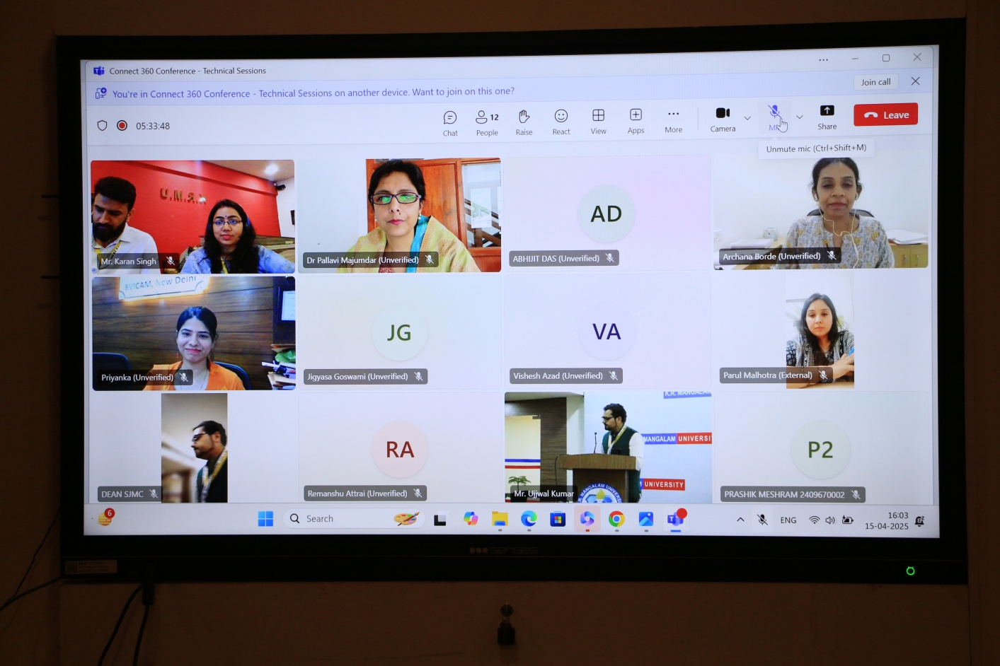 Connect 360 Conference - Technical Sessions
You're in Connect 360 Conference - Technical Sessions on another device. Want to join on this one?
Join call
05:33:48
Chat
12
People
Raise
React
View
Apps
More
Camera
Share
Leave
Unmute mic (Ctrl+Shift+M)
U.M.R.A
Mr. Karan Singh
Dr Pallavi Majumdar (Unverified)
AD
ABHIJIT DAS (Unverified)
Archana Borde (Unverified)
BVICAM, New Delhi
Priyanka (Unverified)
JG
Jigyasa Goswami (Unverified)
VA
Vishesh Azad (Unverified)
Parul Malhotra (External)
DEAN SJMC
RA
Remanshu Attrai (Unverified)
K.R. MANGALAM
MANGALAM UNIVERSI
UNIVERSITY
MANGALAM UNIVERS
Mr. Ujjwal Kumar
P2
PRASHIK MESHRAM 2409670002
6
Search
ENG
16:03
15-04-2025
senses